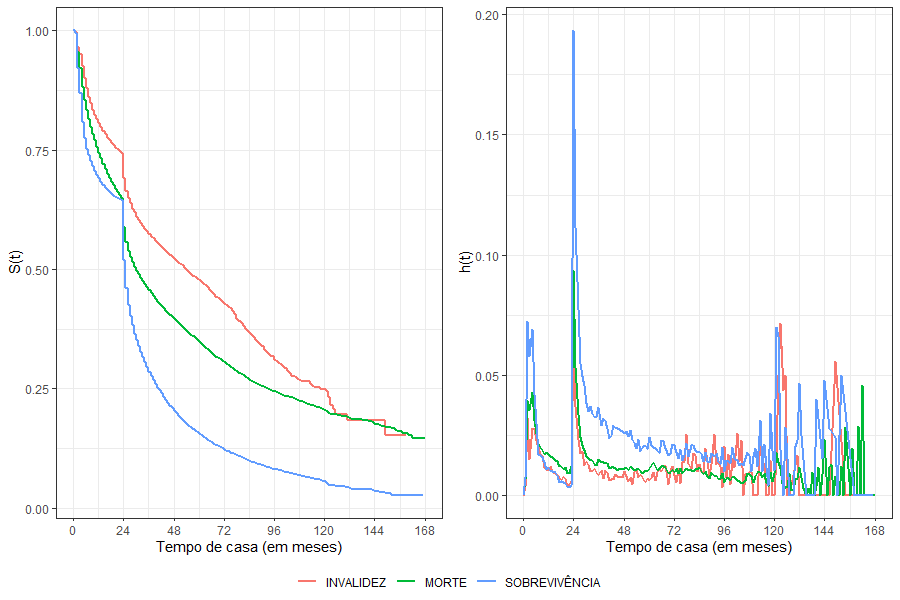 1.00
0.75
0.50
0.25
0.00
S(t)
0 24 48 72 96 120 144 168
Tempo de casa (em meses)
0.20
0.15
0.10
0.05
0.00
h(t)
0 24 48 72 96 120 144 168
Tempo de casa (em meses)
INVALIDEZ MORTE SOBREVIVÊNCIA